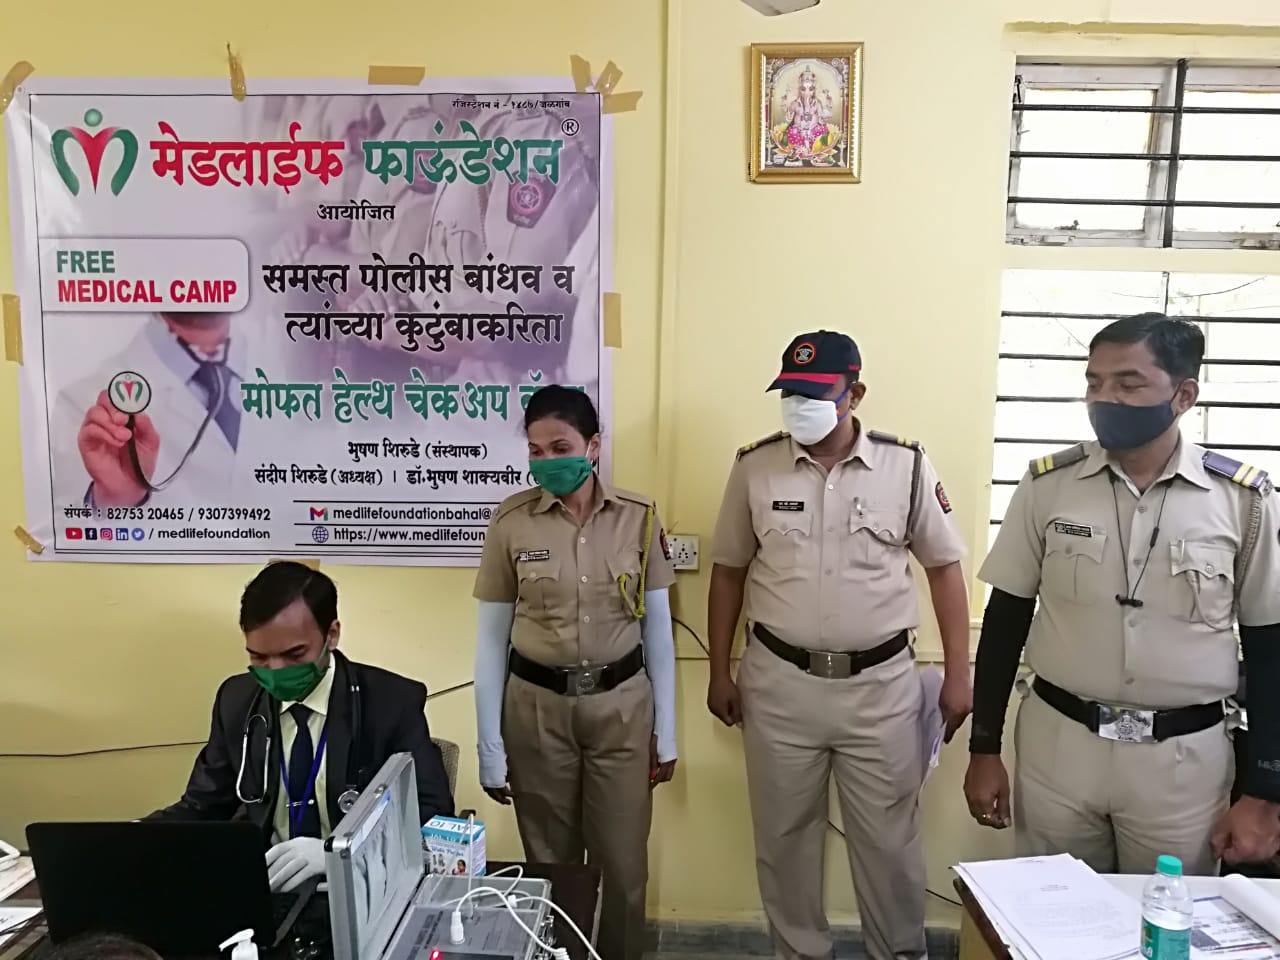 रजिस्ट्रेशन नं - १४८७/जळगांव
मेडलाईफ फाऊंडेशन®
आयोजित
FREE
MEDICAL CAMP
समस्त पोलीस बांधव व
त्यांच्या कुटुंबाकरिता
मोफत हेल्थ चेकअप
भुषण शिरुडे (संस्थापक)
संदीप शिरुडे (अध्यक्ष) | डॉ.भुषण शाक्यवीर
संपर्क : 82753 20465 / 9307399492
medlifefoundationbahal@
/ medlifefoundation
https://www.medlifefoun